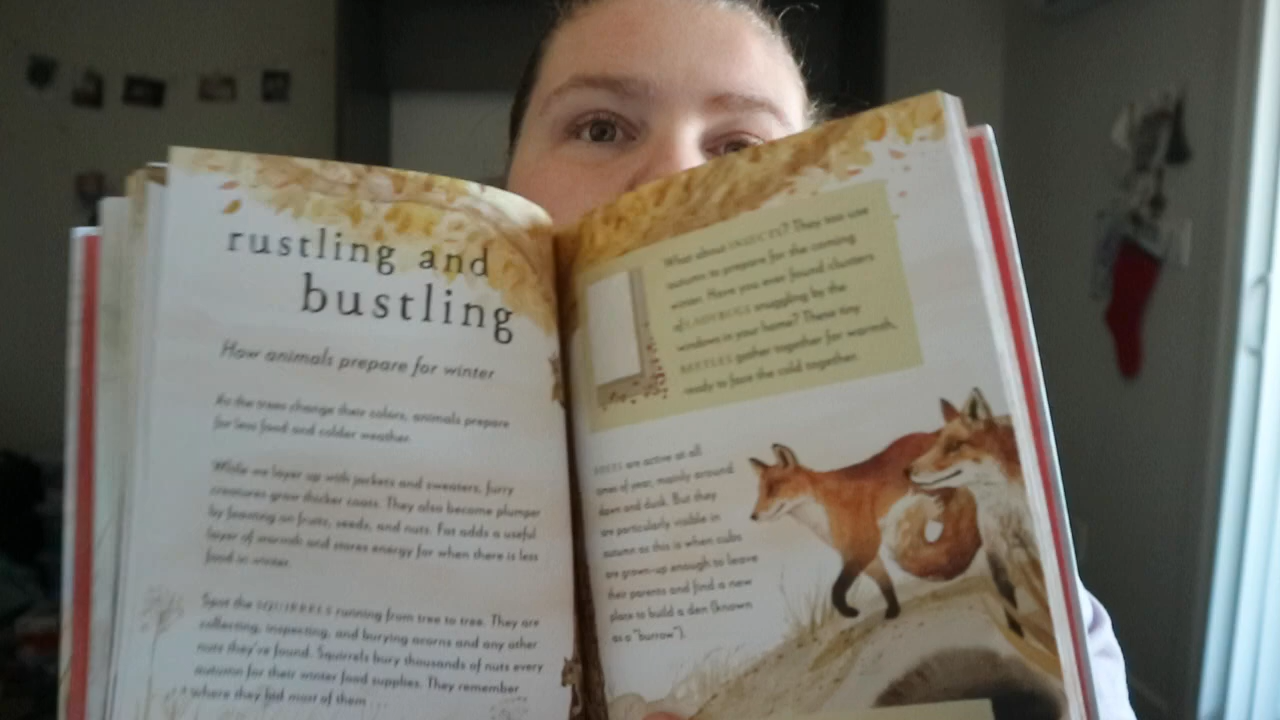 rustling and
bustling
How animals prepare for winter
As the trees change their colors, animals prepare
for less food and colder weather.
While we layer up with jackets and sweaters, furry
creatures grow thicker coats. They also become plumper
by feasting on fruits, seeds, and nuts. Fat adds a useful
layer of warmth and stores energy for when there is less
food in winter.
Spot the SQUIRRELS running from tree to tree. They are
collecting, inspecting, and burying acorns and any other
nuts they've found. Squirrels bury thousands of nuts every
autumn for their winter food supplies. They remember
where they hid most of them
What about INSECTS? They too use
autumn to prepare for the coming
winter. Have you ever found clusters
of LADYBUGS snuggling by the
windows in your home? These tiny
BEETLES gather together for warmth,
ready to face the cold together.
FOXES are active at all
times of year, mainly around
dawn and dusk. But they
are particularly visible in
autumn as this is when cubs
are grown-up enough to leave
their parents and find a new
place to build a den (known
as a "burrow").